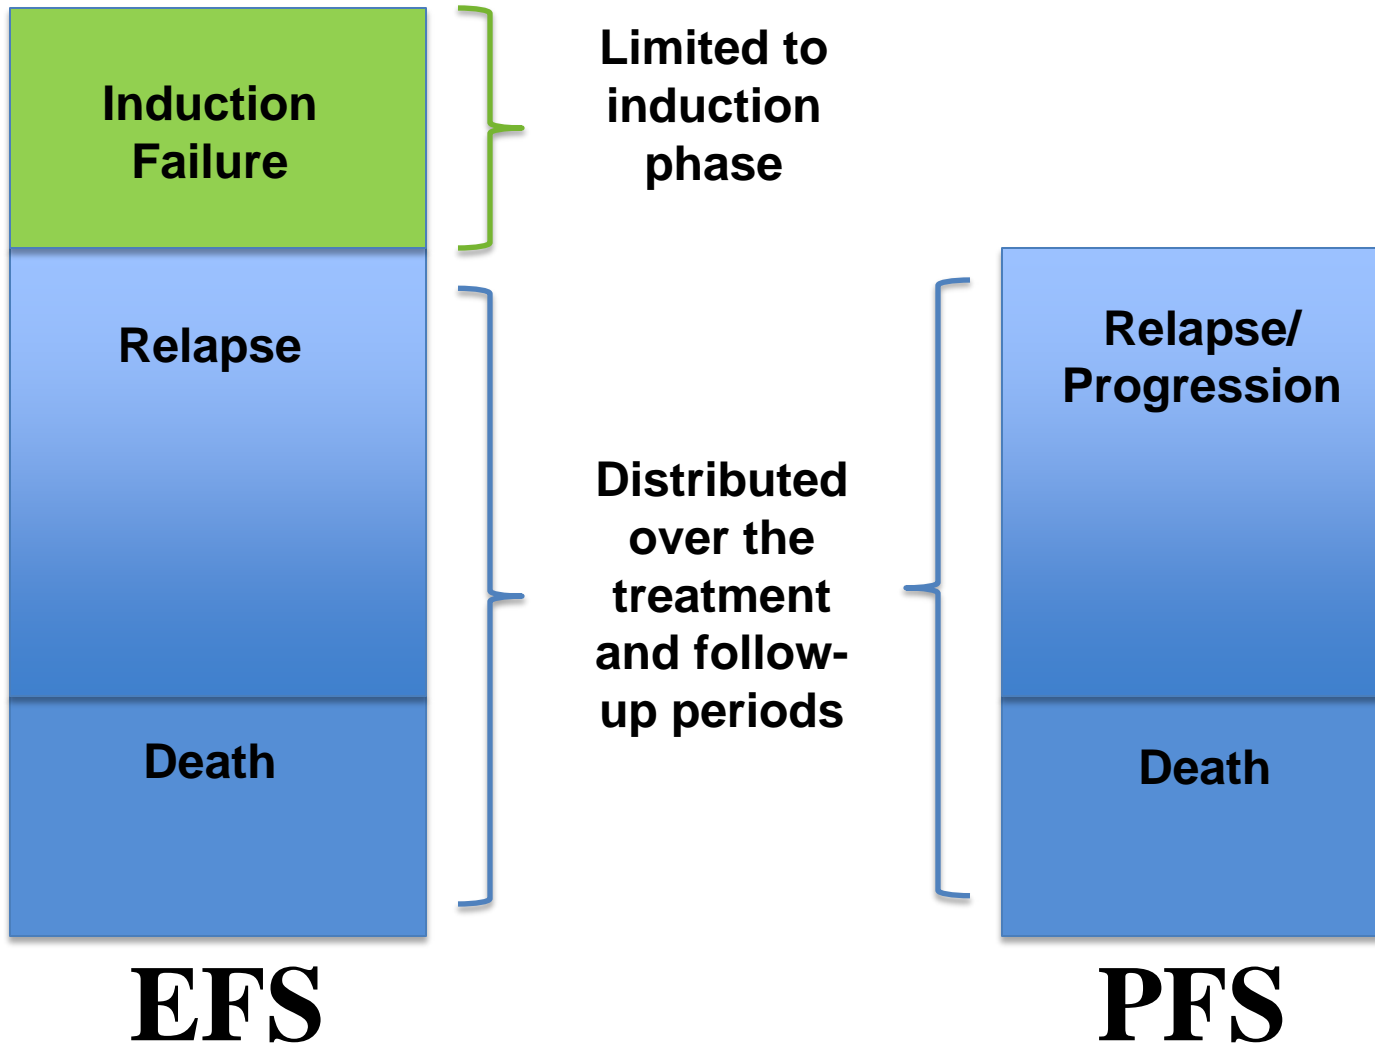 Induction
Failure
Limited to
induction
phase
Relapse
Relapse/
Progression
Distributed
over the
treatment
and follow-
up periods
Death
Death
EFS
PFS